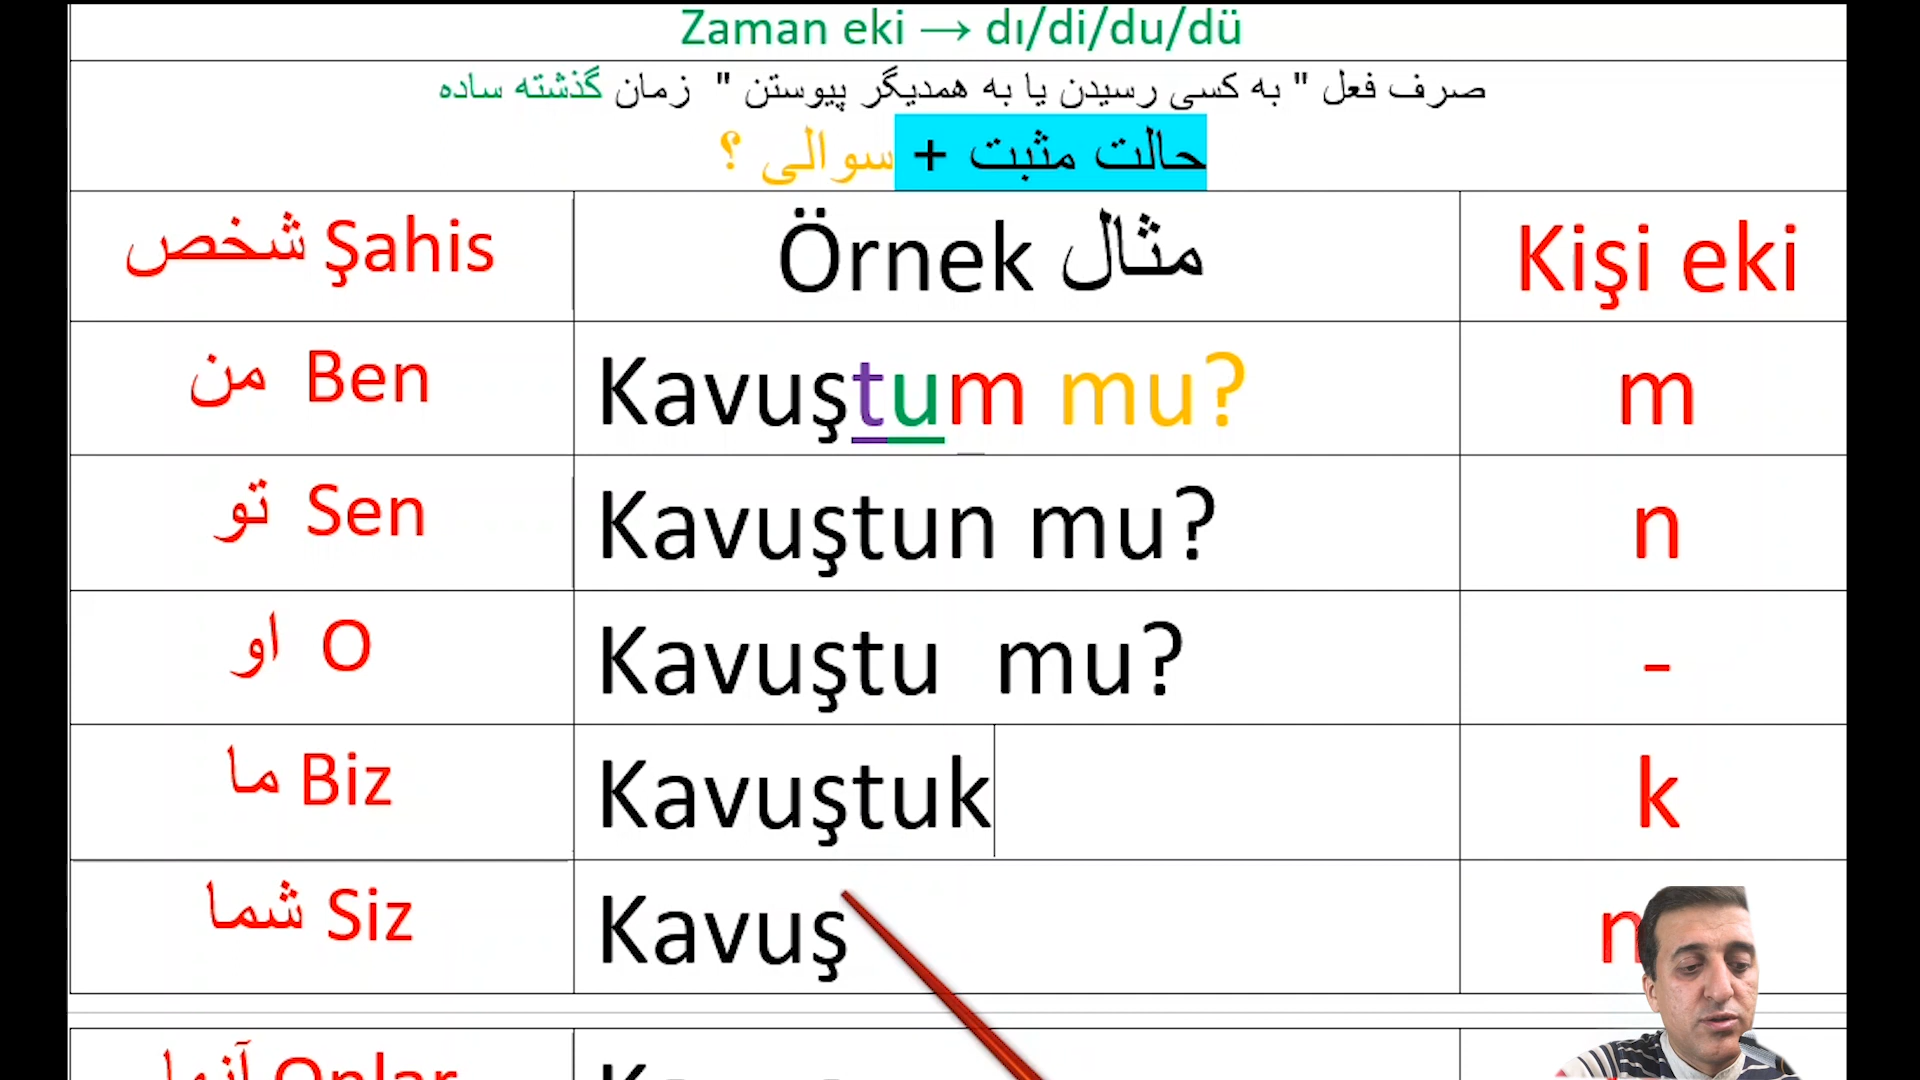 Zaman eki → dı/di/du/dü
صرف فعل " به کسی رسیدن یا به همدیگر پیوستن " زمان گذشته ساده
حالت مثبت + سوالی ؟
شخص Şahis
Örnek مثال
Kişi eki
من Ben
Kavuştum mu?
m
تو Sen
Kavuştun mu?
n
او O
Kavuştu mu?
-
ما Biz
Kavuştuk
k
شما Siz
Kavuş
آنها Onlar